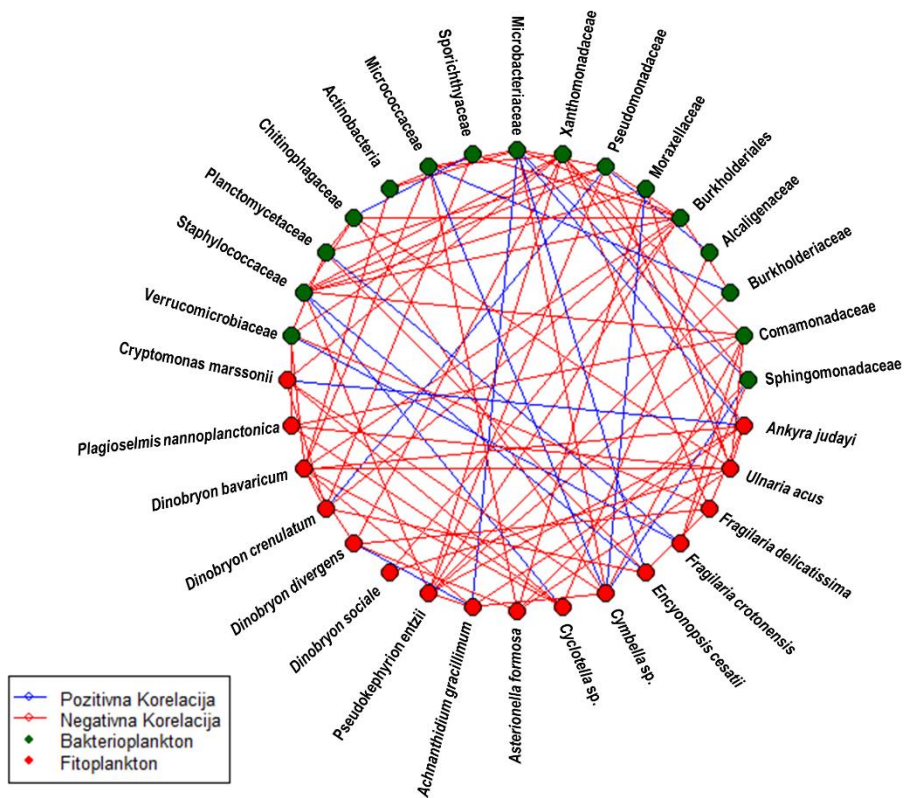 Microbacteriaceae
Xanthomonadaceae
Pseudomonadaceae
Moraxellaceae
Burkholderiales
Alcaligenaceae
Burkholderiaceae
Comamonadaceae
Sphingomonadaceae
Ankyra judayi
Ulnaria acus
Fragilaria delicatissima
Fragilaria crotonensis
Encyonopsis cesatii
Cymbella sp.
Cyclotella sp.
Asterionella formosa
Achnanthidium gracillimum
Pseudokephyrion entzii
Dinobryon sociale
Dinobryon divergens
Dinobryon crenulatum
Dinobryon bavaricum
Plagioselmis nannoplanctonica
Cryptomonas marssonii
Verrucomicrobiaceae
Staphylococcaceae
Planctomycetaceae
Chitinophagaceae
Actinobacteria
Micrococcaceae
Sporichthyaceae
Pozitivna Korelacija
Negativna Korelacija
Bakterioplankton
Fitoplankton